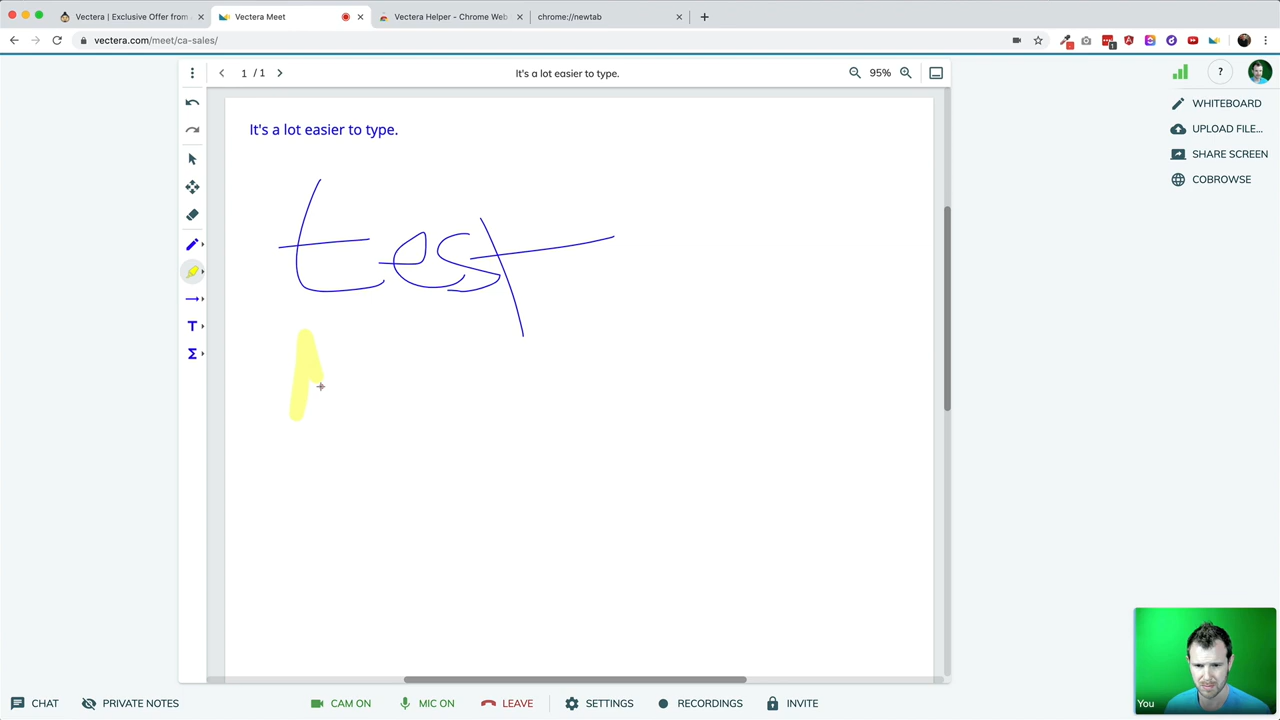 Vectera | Exclusive Offer from
Vectera Meet
Vectera Helper - Chrome Web
chrome://newtab
vectera.com/meet/ca-sales/
1 / 1
It's a lot easier to type.
95%
?
WHITEBOARD
UPLOAD FILE...
SHARE SCREEN
COBROWSE
It's a lot easier to type.
test
T
Σ
You
CHAT
PRIVATE NOTES
CAM ON
MIC ON
LEAVE
SETTINGS
RECORDINGS
INVITE